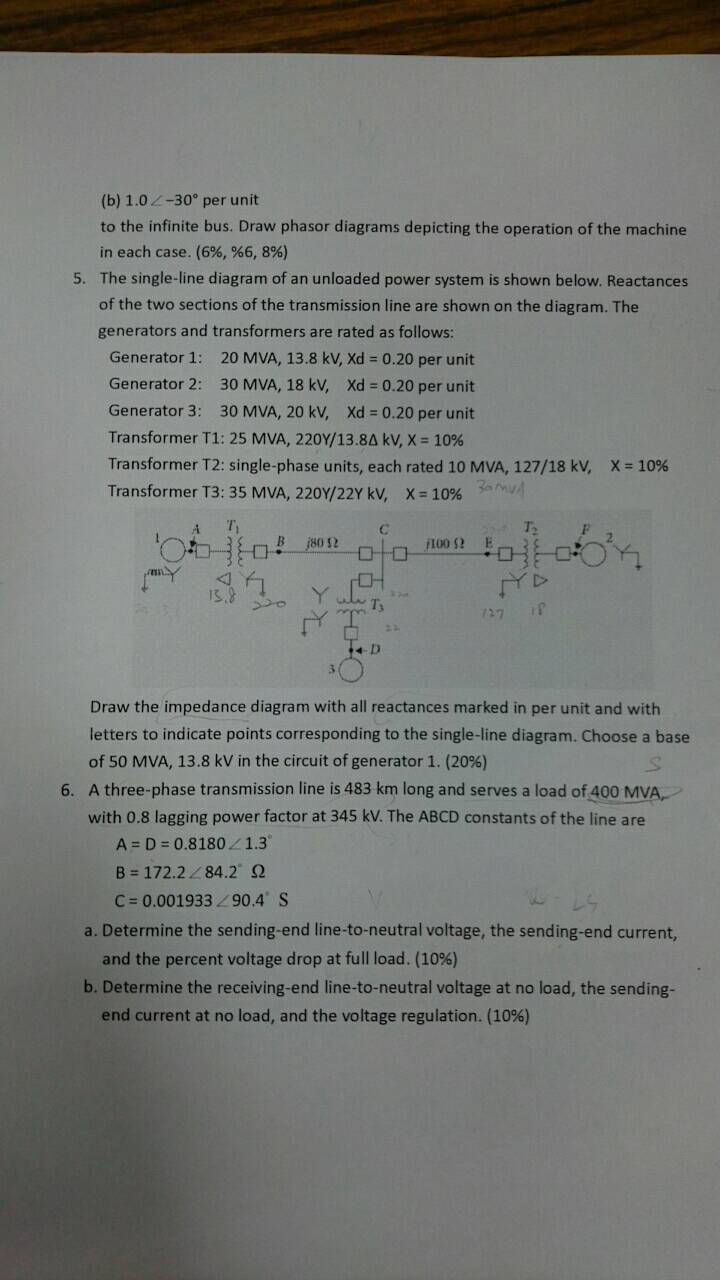 (b) 1.0∠−30° per unit
to the infinite bus. Draw phasor diagrams depicting the operation of the machine
in each case. (6%, %6, 8%)
5. The single-line diagram of an unloaded power system is shown below. Reactances
of the two sections of the transmission line are shown on the diagram. The
generators and transformers are rated as follows:
Generator 1: 20 MVA, 13.8 kV, Xd = 0.20 per unit
Generator 2: 30 MVA, 18 kV, Xd = 0.20 per unit
Generator 3: 30 MVA, 20 kV, Xd = 0.20 per unit
Transformer T1: 25 MVA, 220Y/13.8Δ kV, X = 10%
Transformer T2: single-phase units, each rated 10 MVA, 127/18 kV, X = 10%
Transformer T3: 35 MVA, 220Y/22Y kV, X = 10% 30 MVA
1 A T₁ B j80 Ω C j100 Ω E T₂ F 2
13.8 220 T₃ 22 127 18
3 D
Draw the impedance diagram with all reactances marked in per unit and with
letters to indicate points corresponding to the single-line diagram. Choose a base
of 50 MVA, 13.8 kV in the circuit of generator 1. (20%)
S
6. A three-phase transmission line is 483 km long and serves a load of 400 MVA,
with 0.8 lagging power factor at 345 kV. The ABCD constants of the line are
A = D = 0.8180∠1.3°
B = 172.2∠84.2° Ω
C = 0.001933∠90.4° S
a. Determine the sending-end line-to-neutral voltage, the sending-end current,
and the percent voltage drop at full load. (10%)
b. Determine the receiving-end line-to-neutral voltage at no load, the sending-
end current at no load, and the voltage regulation. (10%)